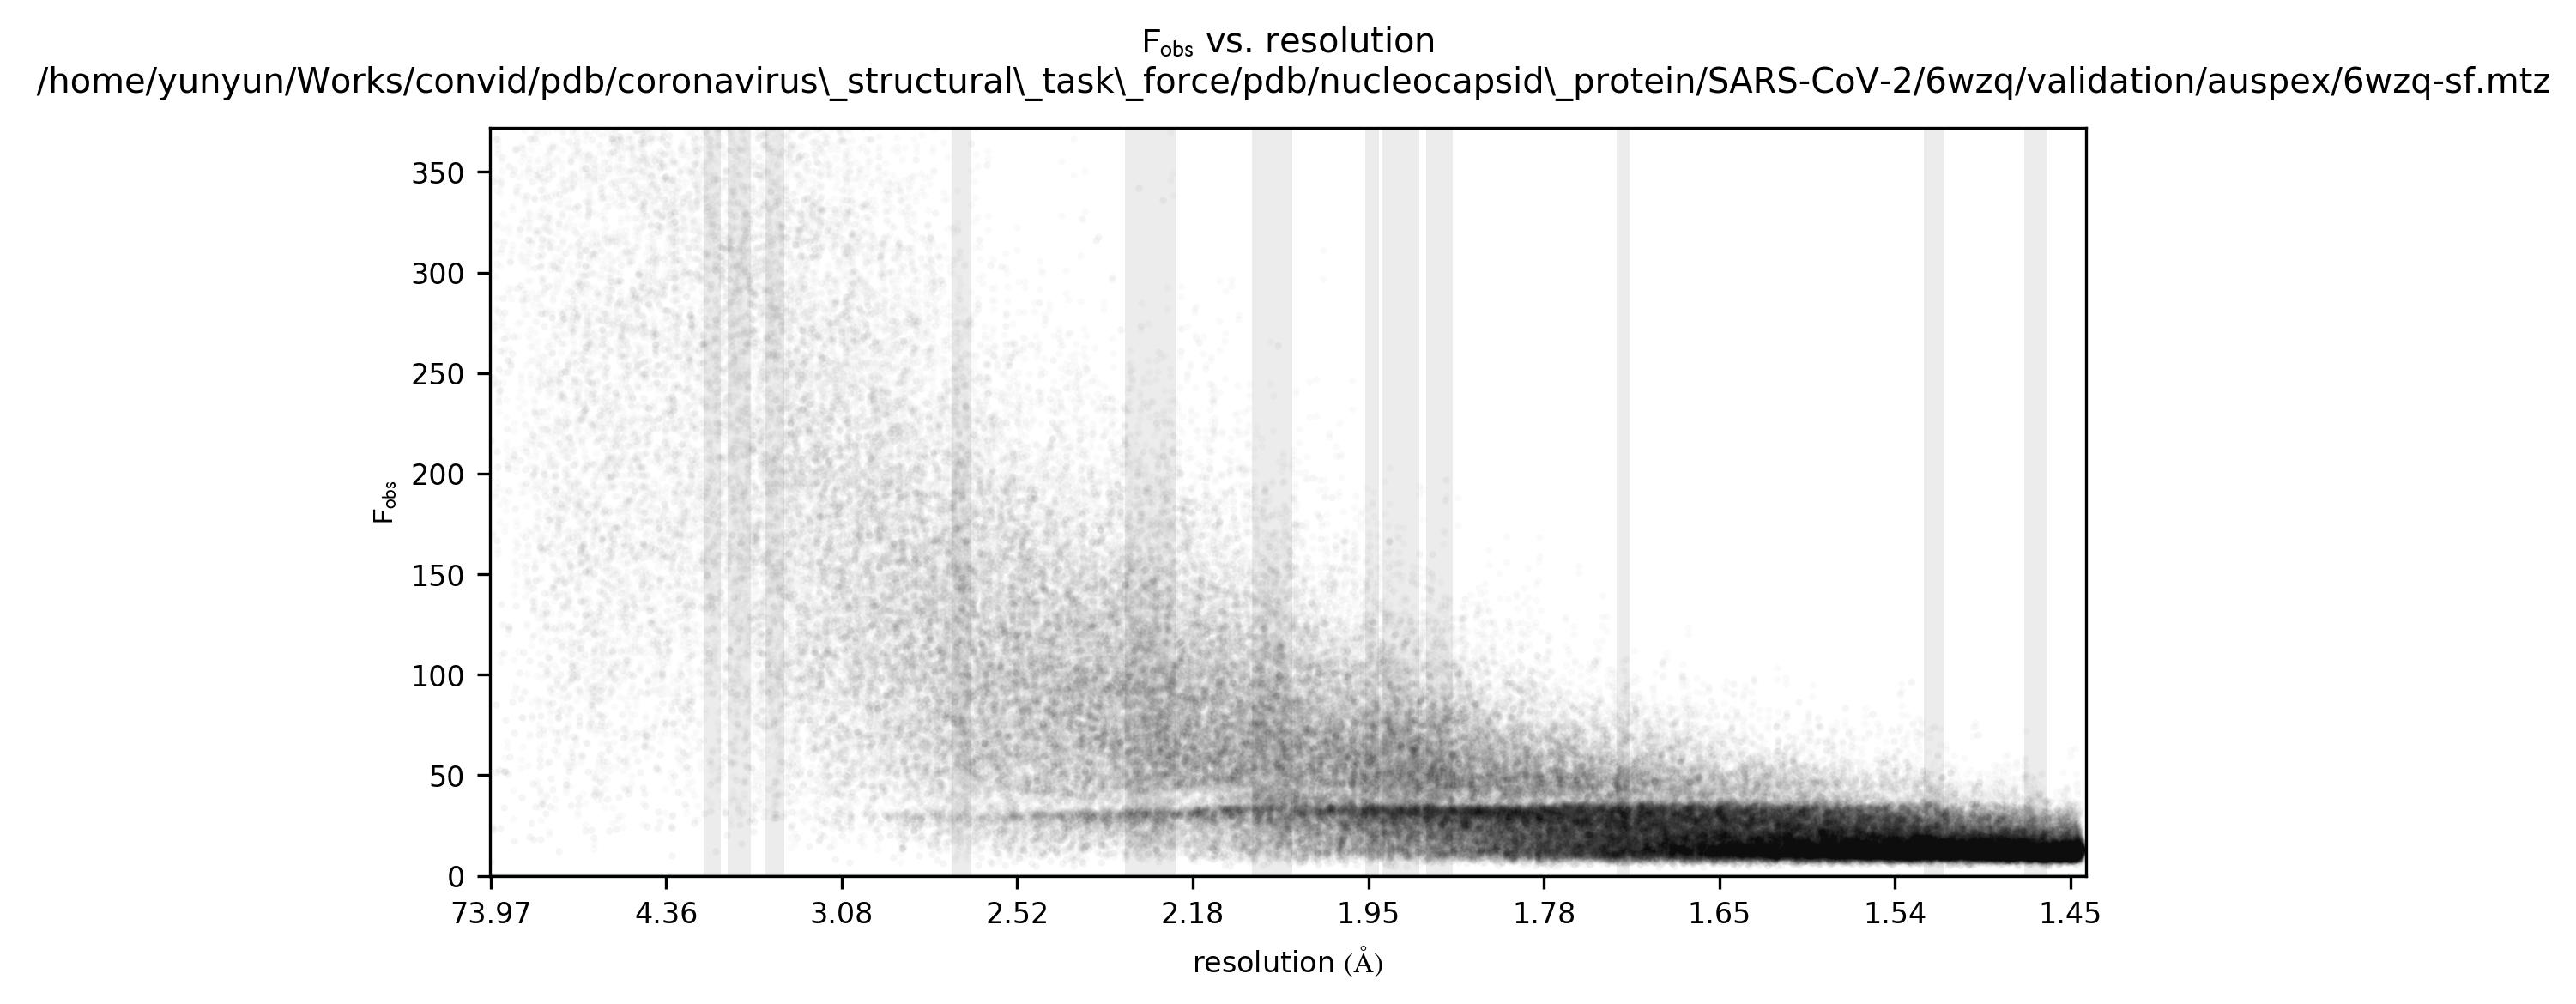 Fobs vs. resolution
/home/yunyun/Works/convid/pdb/coronavirus\_structural\_task\_force/pdb/nucleocapsid\_protein/SARS-CoV-2/6wzq/validation/auspex/6wzq-sf.mtz
350
300
250
200
150
100
50
0
Fobs
73.97 4.36 3.08 2.52 2.18 1.95 1.78 1.65 1.54 1.45
resolution (Å)